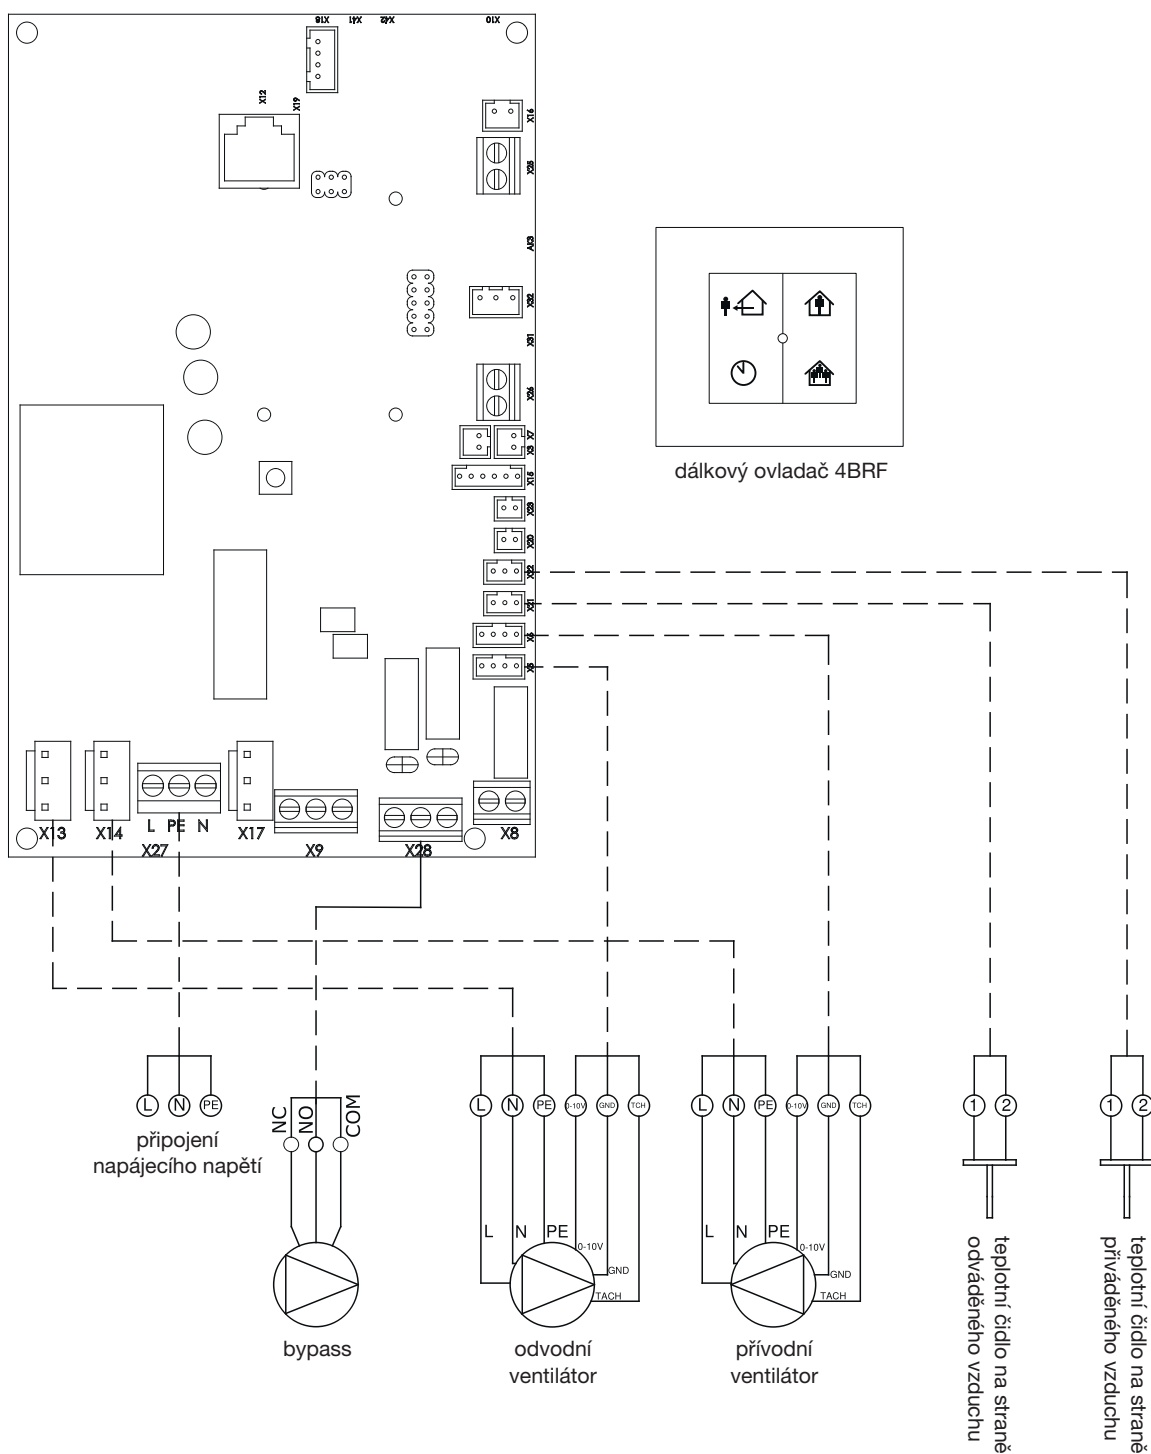 X18 X41 X42 X10
X12
X19
X16
X25
X32
X31
X26
X7
X3
X15
X20
X22
X21
X6
X5
dálkový ovladač 4BRF
X13
X14
L PE N
X27
X17
X9
X28
X8
L N PE
připojení
napájecího napětí
NC
NO
COM
bypass
L N PE 0-10V GND TCH
L N PE
0-10V
GND
TACH
odvodní
ventilátor
L N PE 0-10V GND TCH
L N PE
0-10V
GND
TACH
přívodní
ventilátor
1 2
teplotní čidlo na straně
odváděného vzduchu
1 2
teplotní čidlo na straně
přiváděného vzduchu